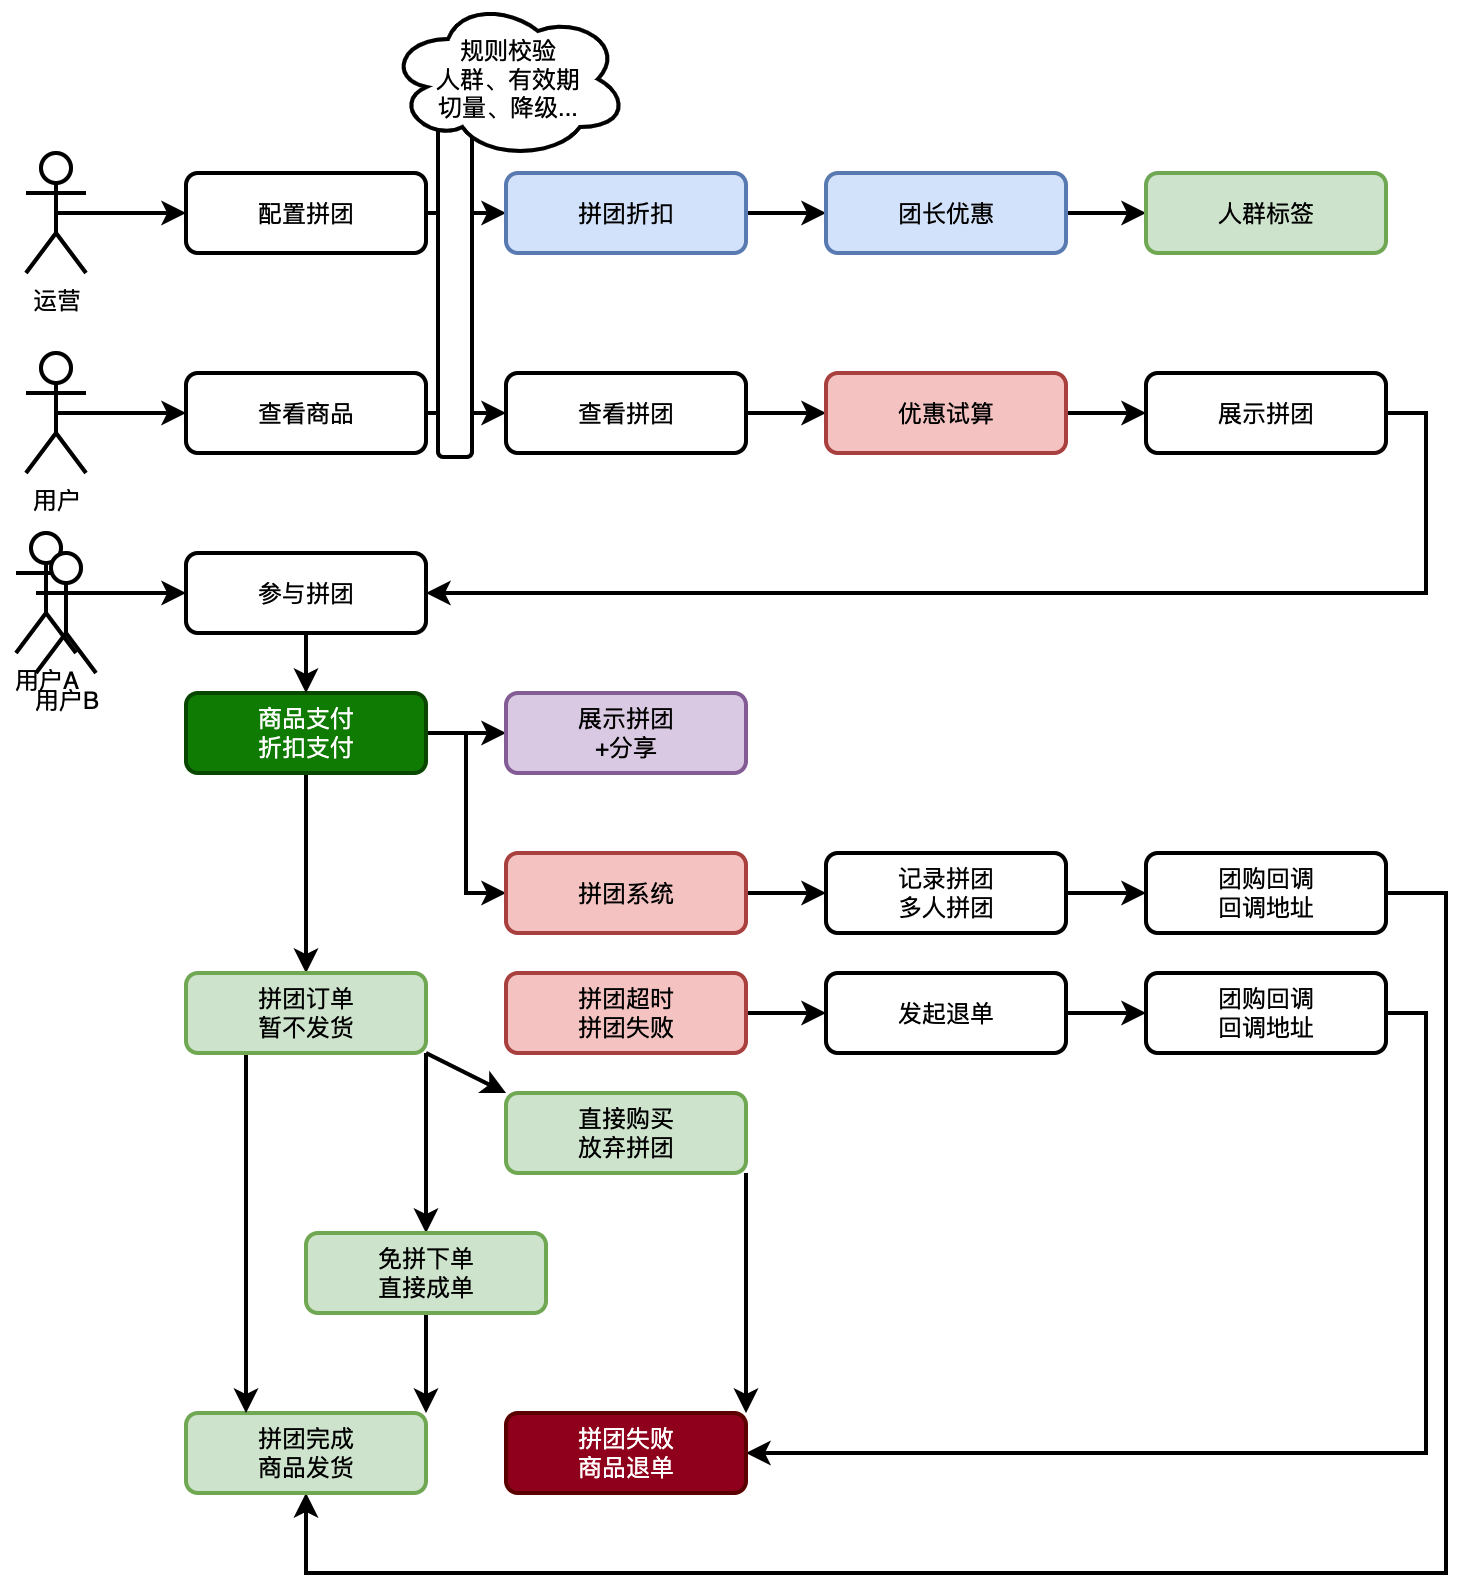 规则校验
人群、有效期
切量、降级...
配置拼团
拼团折扣
团长优惠
人群标签
运营
查看商品
查看拼团
优惠试算
展示拼团
用户
参与拼团
用户A
用户B
商品支付
折扣支付
展示拼团
+分享
拼团系统
记录拼团
多人拼团
团购回调
回调地址
拼团订单
暂不发货
拼团超时
拼团失败
发起退单
团购回调
回调地址
直接购买
放弃拼团
免拼下单
直接成单
拼团完成
商品发货
拼团失败
商品退单